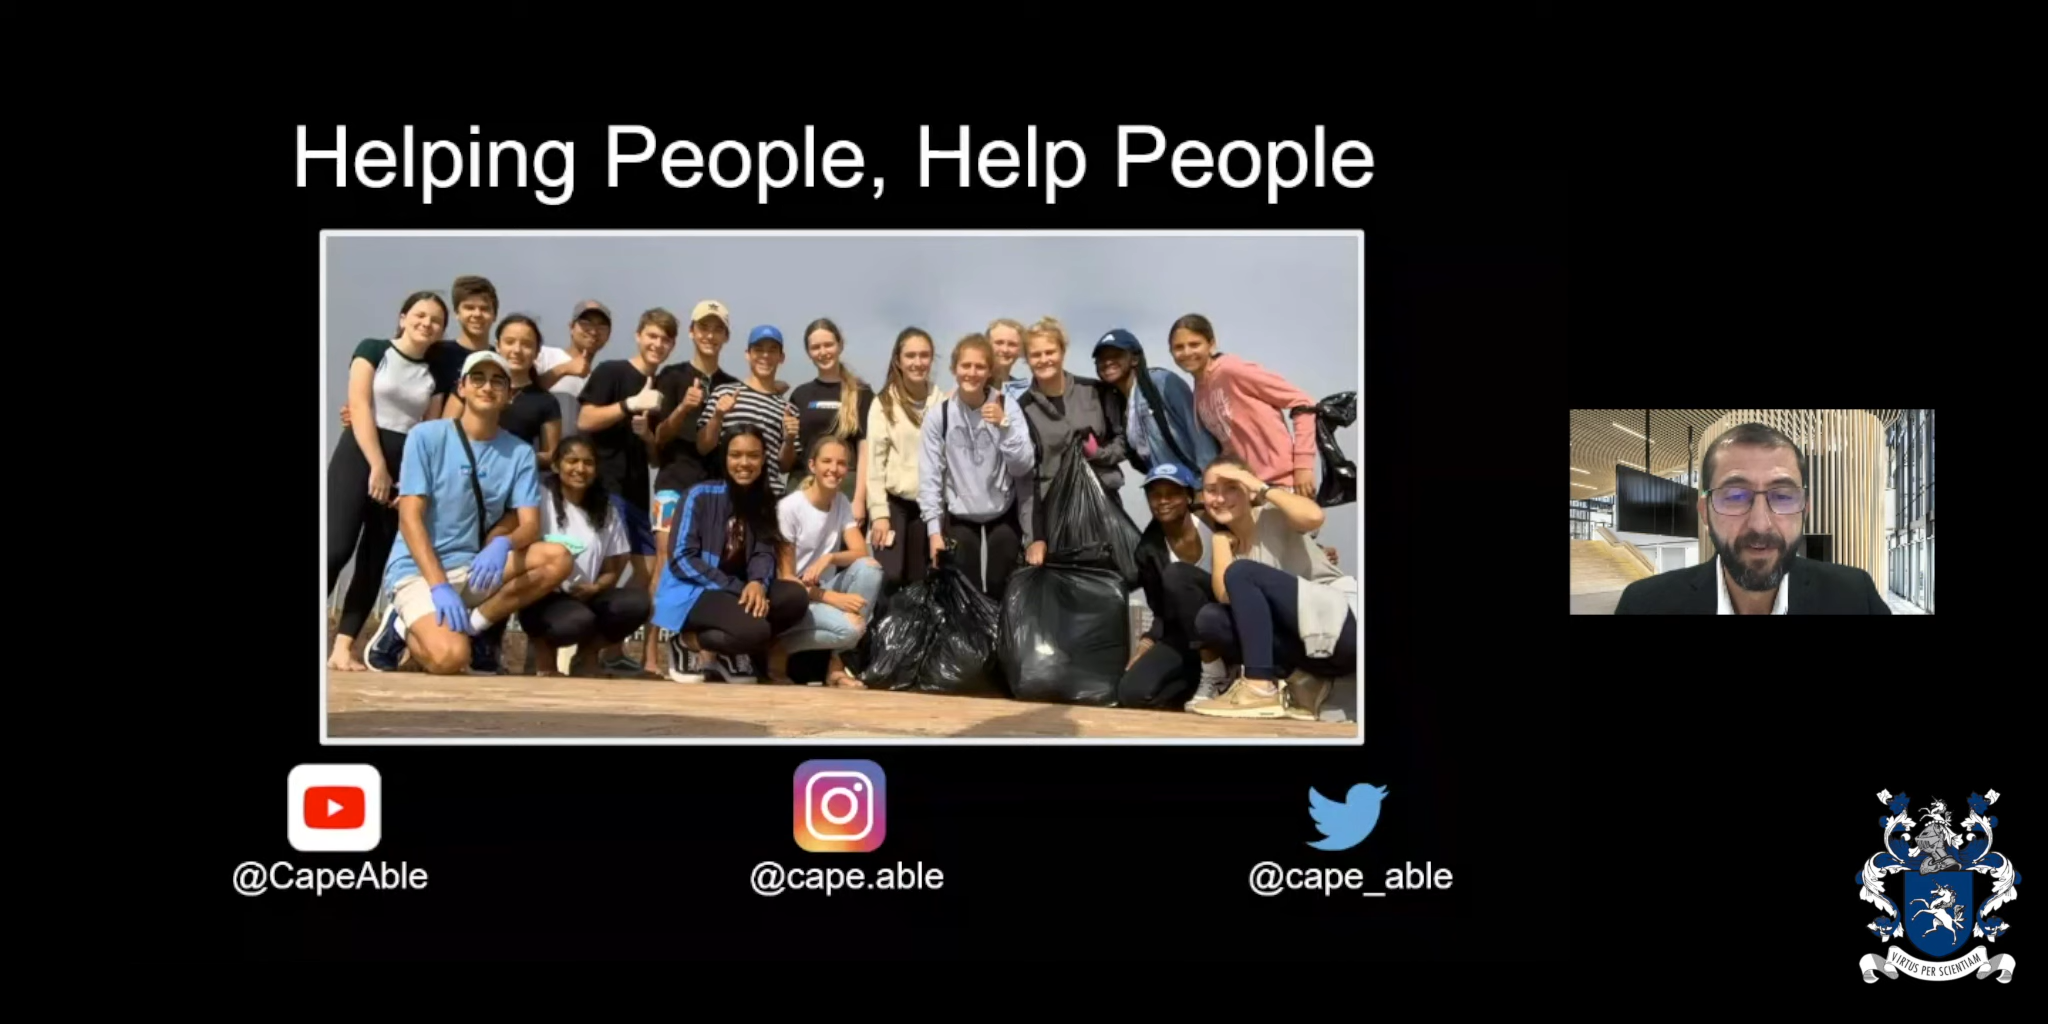 Helping People, Help People
@CapeAble
@cape.able
@cape_able
VIRTUS PER SCIENTIAM